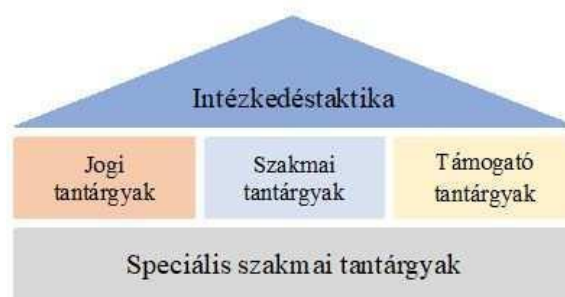 Intézkedéstaktika
Jogi
tantárgyak
Szakmai
tantárgyak
Támogató
tantárgyak
Speciális szakmai tantárgyak